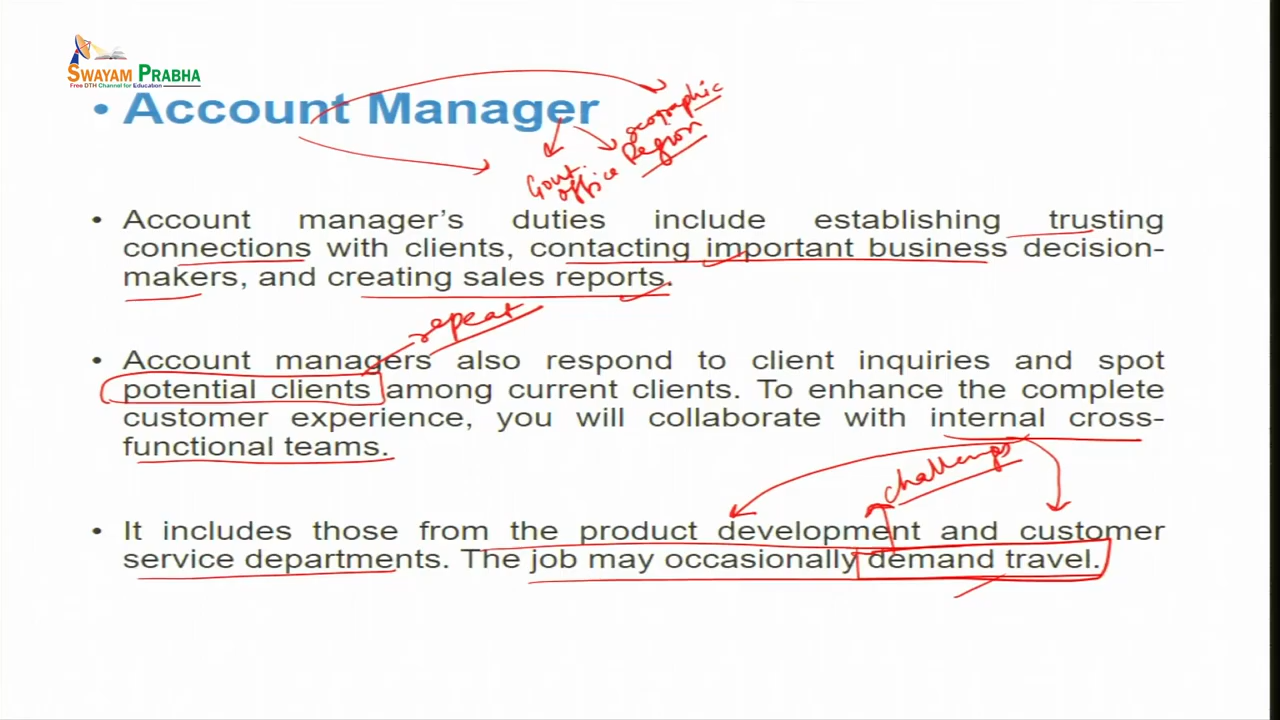 SWAYAM PRABHA
Free DTH Channel for Education
• Account Manager
Geographic
Region
Govt.
office
• Account manager's duties include establishing trusting
connections with clients, contacting important business decision-
makers, and creating sales reports.
repeat
• Account managers also respond to client inquiries and spot
potential clients among current clients. To enhance the complete
customer experience, you will collaborate with internal cross-
functional teams.
challenges
• It includes those from the product development and customer
service departments. The job may occasionally demand travel.